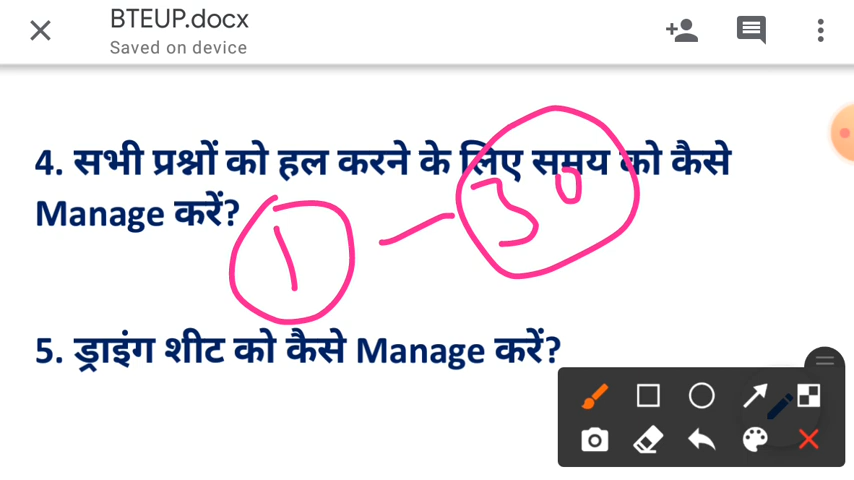 BTEUP.docx
Saved on device
4. सभी प्रश्नों को हल करने के लिए समय को कैसे
Manage करें?
1 — 30
5. ड्राइंग शीट को कैसे Manage करें?